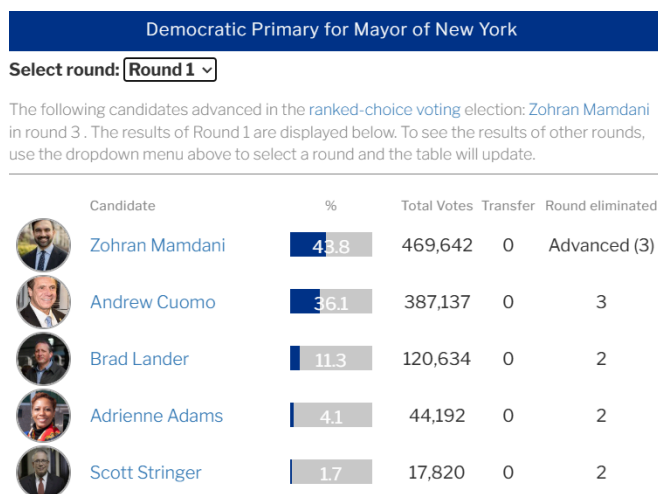 Democratic Primary for Mayor of New York
Select round: Round 1
The following candidates advanced in the ranked-choice voting election: Zohran Mamdani
in round 3 . The results of Round 1 are displayed below. To see the results of other rounds,
use the dropdown menu above to select a round and the table will update.
Candidate % Total Votes Transfer Round eliminated
Zohran Mamdani 43.8 469,642 0 Advanced (3)
Andrew Cuomo 36.1 387,137 0 3
Brad Lander 11.3 120,634 0 2
Adrienne Adams 4.1 44,192 0 2
Scott Stringer 1.7 17,820 0 2